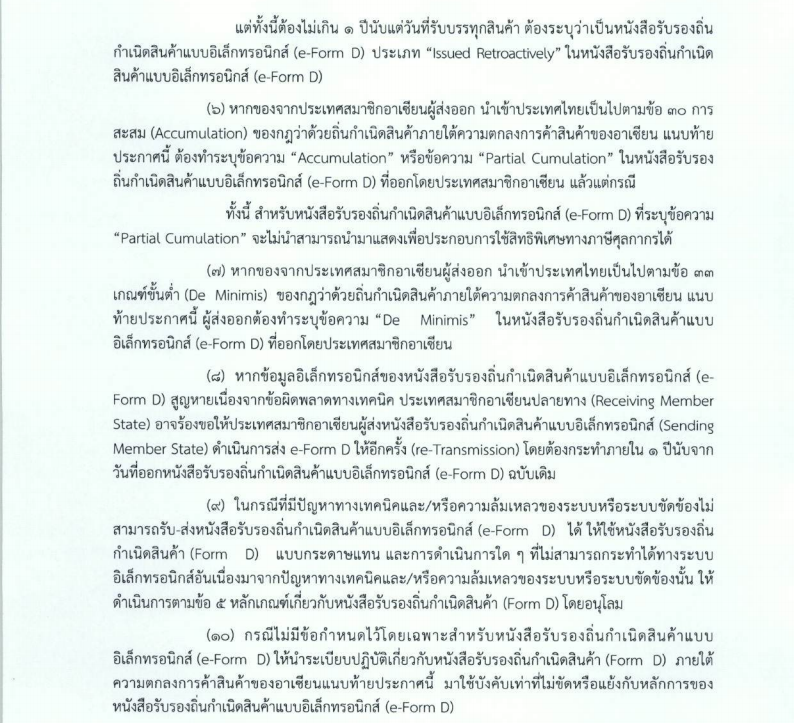 แต่ทั้งนี้ต้องไม่เกิน ๑ ปีนับแต่วันที่รับบรรทุกสินค้า ต้องระบุว่าเป็นหนังสือรับรองถิ่น
กำเนิดสินค้าแบบอิเล็กทรอนิกส์ (e-Form D) ประเภท “Issued Retroactively” ในหนังสือรับรองถิ่นกำเนิด
สินค้าแบบอิเล็กทรอนิกส์ (e-Form D)
(๖) หากของจากประเทศสมาชิกอาเซียนผู้ส่งออก นำเข้าประเทศไทยเป็นไปตามข้อ ๓๐ การ
สะสม (Accumulation) ของกฎว่าด้วยถิ่นกำเนิดสินค้าภายใต้ความตกลงการค้าสินค้าของอาเซียน แนบท้าย
ประกาศนี้ ต้องทำระบุข้อความ “Accumulation” หรือข้อความ “Partial Cumulation” ในหนังสือรับรอง
ถิ่นกำเนิดสินค้าแบบอิเล็กทรอนิกส์ (e-Form D) ที่ออกโดยประเทศสมาชิกอาเซียน แล้วแต่กรณี
ทั้งนี้ สำหรับหนังสือรับรองถิ่นกำเนิดสินค้าแบบอิเล็กทรอนิกส์ (e-Form D) ที่ระบุข้อความ
“Partial Cumulation” จะไม่นำสามารถนำมาแสดงเพื่อประกอบการใช้สิทธิพิเศษทางภาษีศุลกากรได้
(๗) หากของจากประเทศสมาชิกอาเซียนผู้ส่งออก นำเข้าประเทศไทยเป็นไปตามข้อ ๓๓
เกณฑ์ขั้นต่ำ (De Minimis) ของกฎว่าด้วยถิ่นกำเนิดสินค้าภายใต้ความตกลงการค้าสินค้าของอาเซียน แนบ
ท้ายประกาศนี้ ผู้ส่งออกต้องทำระบุข้อความ “De Minimis” ในหนังสือรับรองถิ่นกำเนิดสินค้าแบบ
อิเล็กทรอนิกส์ (e-Form D) ที่ออกโดยประเทศสมาชิกอาเซียน
(๘) หากข้อมูลอิเล็กทรอนิกส์ของหนังสือรับรองถิ่นกำเนิดสินค้าแบบอิเล็กทรอนิกส์ (e-
Form D) สูญหายเนื่องจากข้อผิดพลาดทางเทคนิค ประเทศสมาชิกอาเซียนปลายทาง (Receiving Member
State) อาจร้องขอให้ประเทศสมาชิกอาเซียนผู้ส่งหนังสือรับรองถิ่นกำเนิดสินค้าแบบอิเล็กทรอนิกส์ (Sending
Member State) ดำเนินการส่ง e-Form D ให้อีกครั้ง (re-Transmission) โดยต้องกระทำภายใน ๑ ปีนับจาก
วันที่ออกหนังสือรับรองถิ่นกำเนิดสินค้าแบบอิเล็กทรอนิกส์ (e-Form D) ฉบับเดิม
(๙) ในกรณีที่มีปัญหาทางเทคนิคและ/หรือความล้มเหลวของระบบหรือระบบขัดข้องไม่
สามารถรับ-ส่งหนังสือรับรองถิ่นกำเนิดสินค้าแบบอิเล็กทรอนิกส์ (e-Form D) ได้ ให้ใช้หนังสือรับรองถิ่น
กำเนิดสินค้า (Form D) แบบกระดาษแทน และการดำเนินการใด ๆ ที่ไม่สามารถกระทำได้ทางระบบ
อิเล็กทรอนิกส์อันเนื่องมาจากปัญหาทางเทคนิคและ/หรือความล้มเหลวของระบบหรือระบบขัดข้องนั้น ให้
ดำเนินการตามข้อ ๕ หลักเกณฑ์เกี่ยวกับหนังสือรับรองถิ่นกำเนิดสินค้า (Form D) โดยอนุโลม
(๑๐) กรณีไม่มีข้อกำหนดไว้โดยเฉพาะสำหรับหนังสือรับรองถิ่นกำเนิดสินค้าแบบ
อิเล็กทรอนิกส์ (e-Form D) ให้นำระเบียบปฏิบัติเกี่ยวกับหนังสือรับรองถิ่นกำเนิดสินค้า (Form D) ภายใต้
ความตกลงการค้าสินค้าของอาเซียนแนบท้ายประกาศนี้ มาใช้บังคับเท่าที่ไม่ขัดหรือแย้งกับหลักการของ
หนังสือรับรองถิ่นกำเนิดสินค้าแบบอิเล็กทรอนิกส์ (e-Form D)